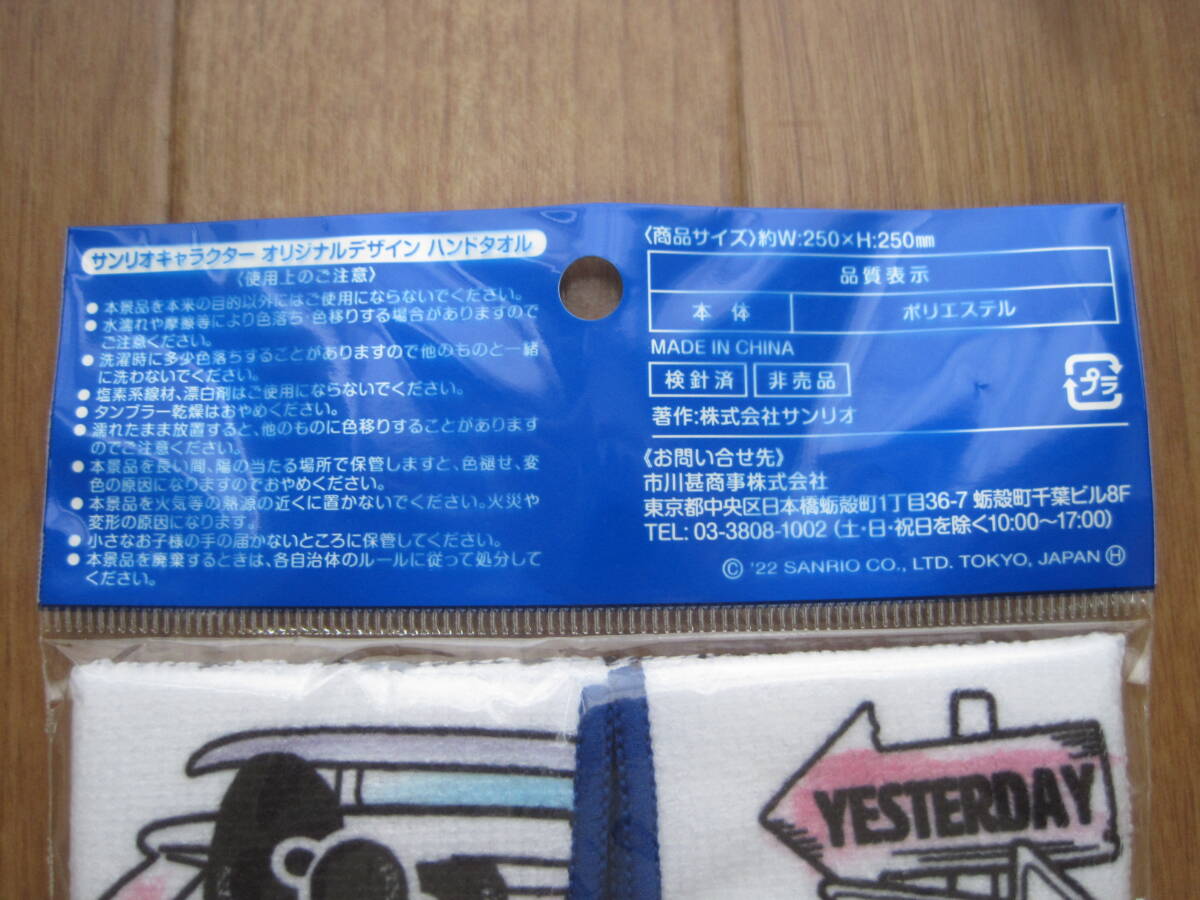 サンリオキャラクター オリジナルデザイン ハンドタオル
〈使用上のご注意〉
● 本景品を本来の目的以外にはご使用にならないでください。
● 水濡れや摩擦等により色落ち・色移りする場合がありますので
ご注意ください。
● 洗濯時に多少色落ちすることがありますので他のものと一緒
に洗わないでください。
● 塩素系線材、漂白剤はご使用にならないでください。
● タンブラー乾燥はおやめください。
● 濡れたまま放置すると、他のものに色移りすることがあります
のでご注意ください。
● 本景品を長い間、陽の当たる場所で保管しますと、色褪せ、変
色の原因になりますのでおやめください。
● 本景品を火気等の熱源の近くに置かないでください。火災や
変形の原因になります。
● 小さなお子様の手の届かないところに保管してください。
● 本景品を廃棄するときは、各自治体のルールに従って処分して
ください。
〈商品サイズ〉約W:250×H:250mm
品質表示
本体 ポリエステル
MADE IN CHINA
検針済 非売品
プラ
著作:株式会社サンリオ
《お問い合せ先》
市川甚商事株式会社
東京都中央区日本橋蛎殻町1丁目36-7 蛎殻町千葉ビル8F
TEL: 03-3808-1002 (土・日・祝日を除く10:00〜17:00)
© '22 SANRIO CO., LTD. TOKYO, JAPAN Ⓗ
YESTERDAY